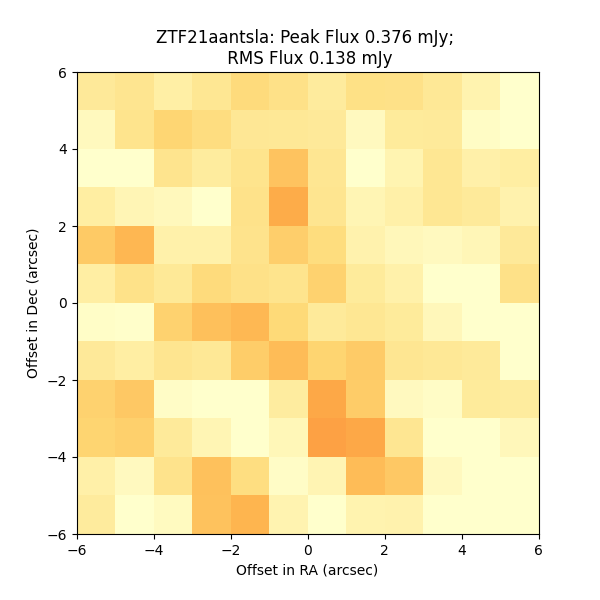 ZTF21aantsla: Peak Flux 0.376 mJy;
RMS Flux 0.138 mJy
6
4
2
0
−2
−4
−6
Offset in Dec (arcsec)
−6 −4 −2 0 2 4 6
Offset in RA (arcsec)